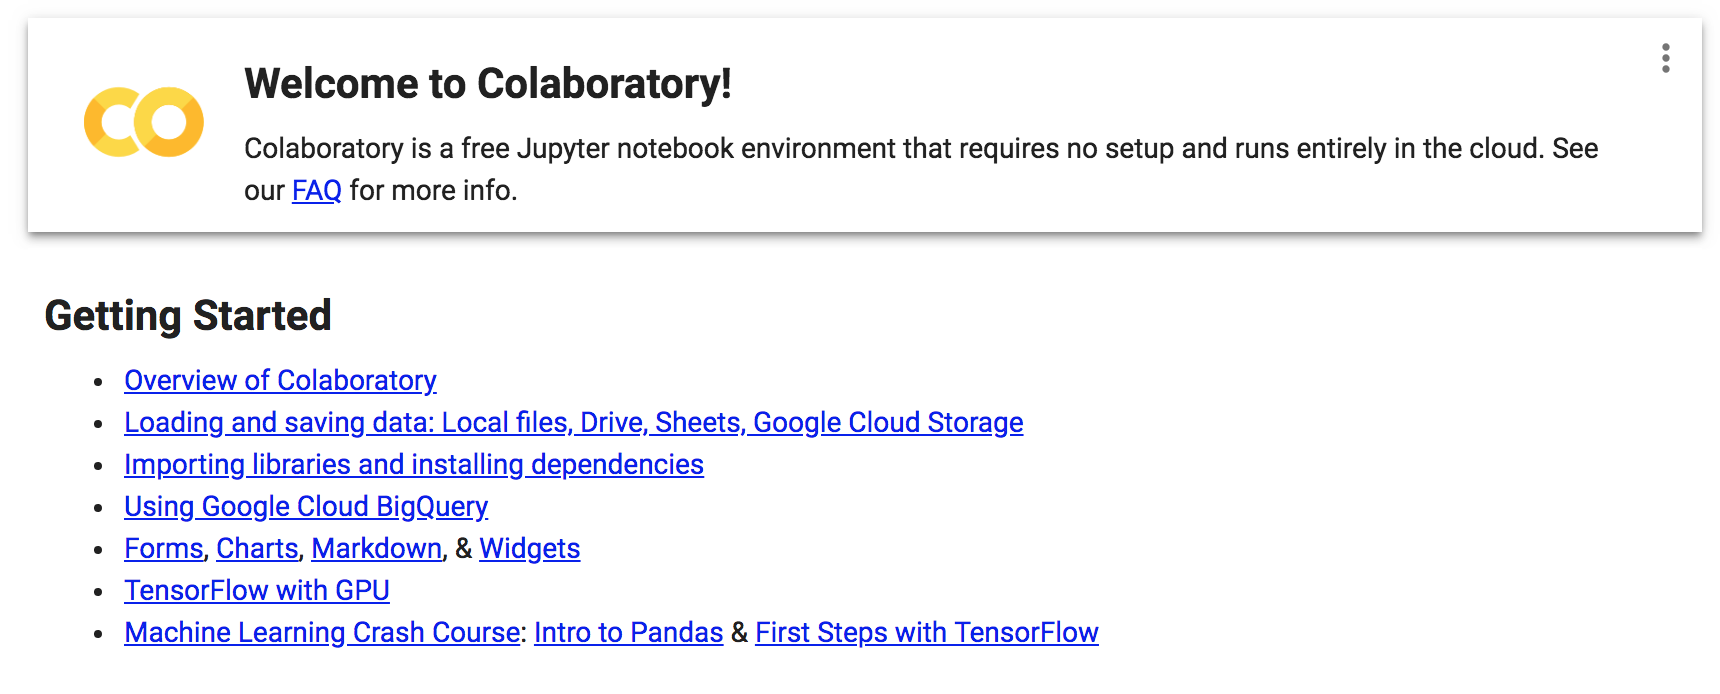 Welcome to Colaboratory!
Colaboratory is a free Jupyter notebook environment that requires no setup and runs entirely in the cloud. See
our FAQ for more info.
Getting Started
Overview of Colaboratory
Loading and saving data: Local files, Drive, Sheets, Google Cloud Storage
Importing libraries and installing dependencies
Using Google Cloud BigQuery
Forms, Charts, Markdown, & Widgets
TensorFlow with GPU
Machine Learning Crash Course: Intro to Pandas & First Steps with TensorFlow